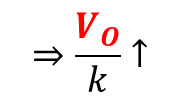 ⇒ V_O / k ↑